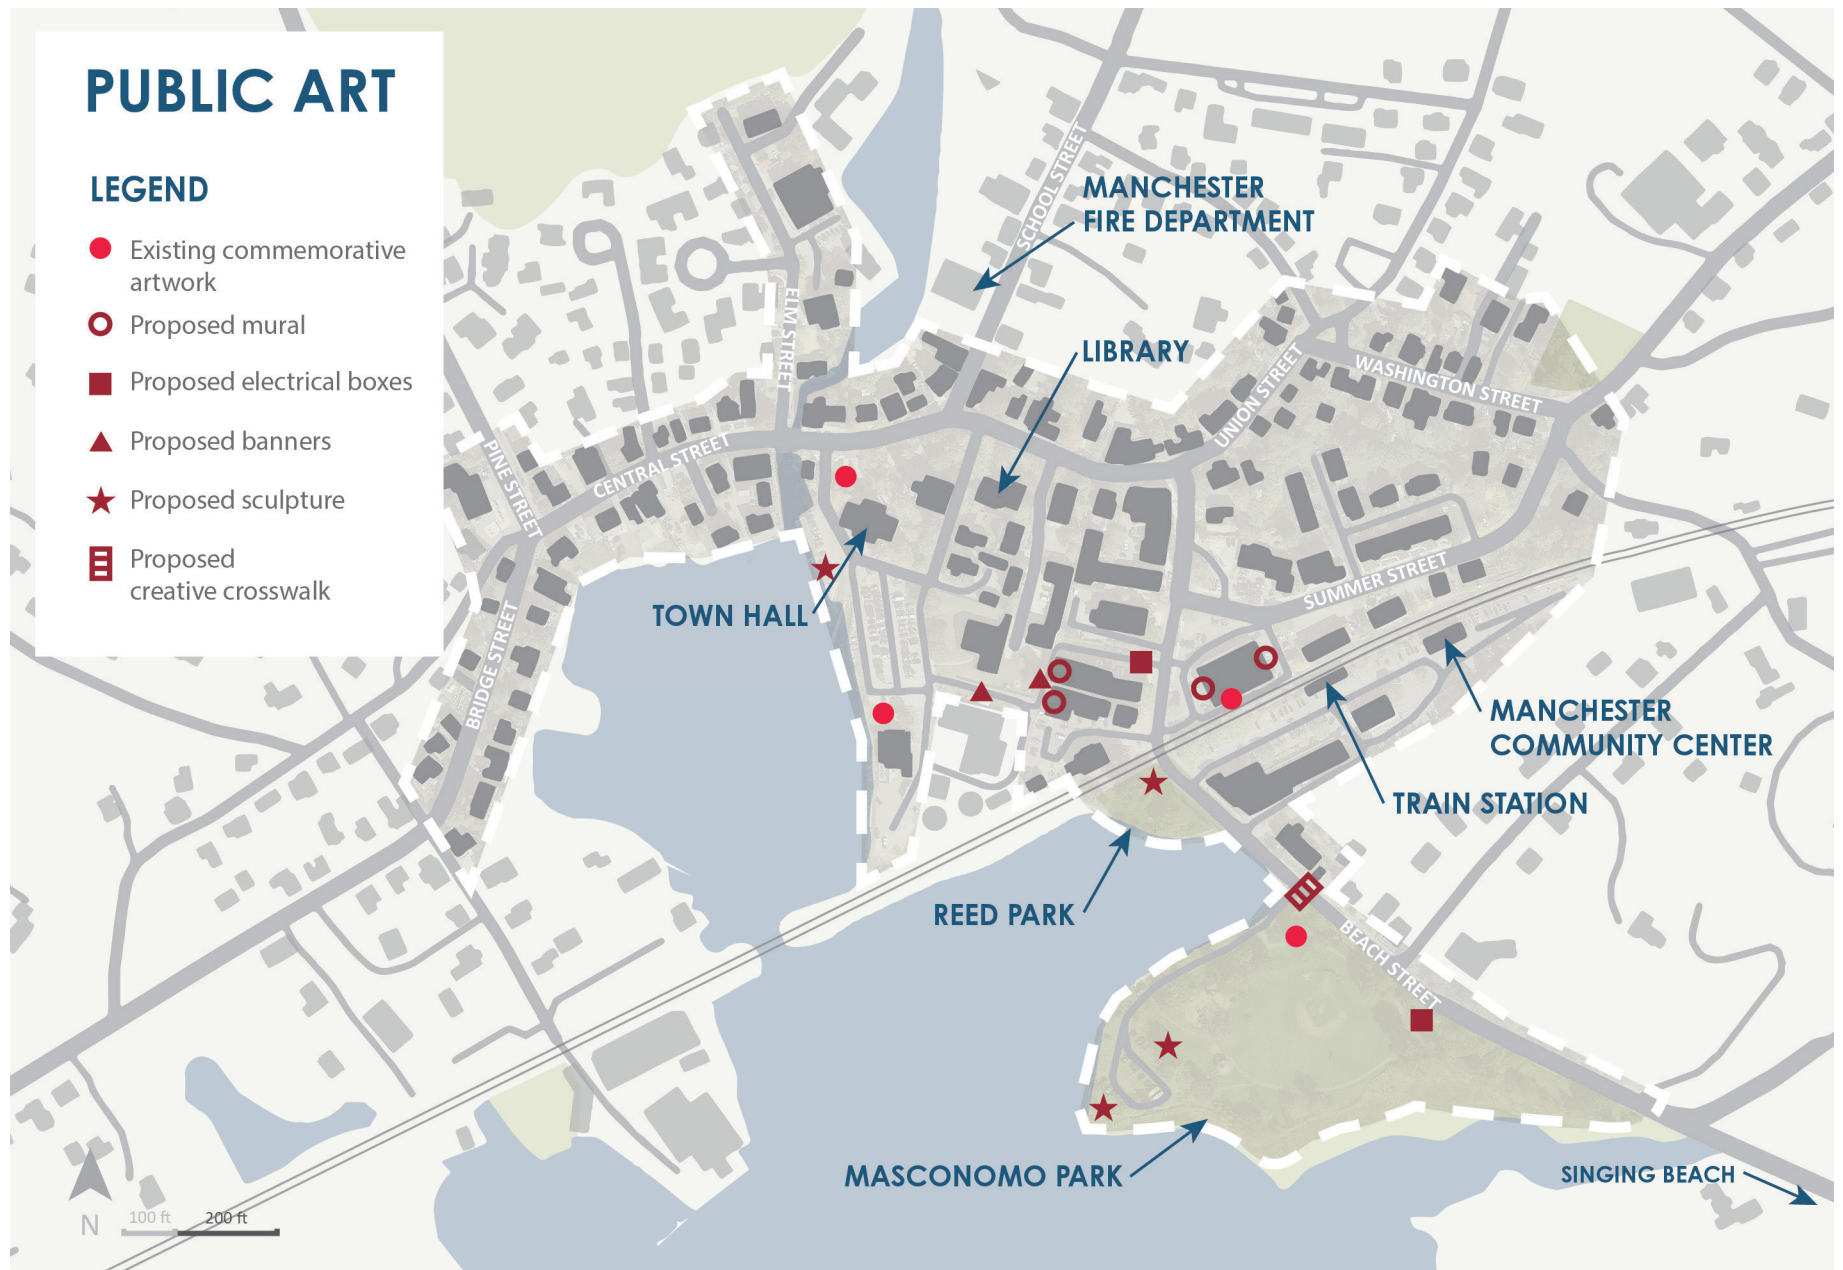 PUBLIC ART
LEGEND
Existing commemorative
artwork
Proposed mural
Proposed electrical boxes
Proposed banners
Proposed sculpture
Proposed
creative crosswalk
SCHOOL STREET
MANCHESTER
FIRE DEPARTMENT
ELM STREET
LIBRARY
UNION STREET
WASHINGTON STREET
PINE STREET
CENTRAL STREET
SUMMER STREET
TOWN HALL
BRIDGE STREET
MANCHESTER
COMMUNITY CENTER
TRAIN STATION
REED PARK
BEACH STREET
MASCONOMO PARK
SINGING BEACH
N
100 ft
200 ft